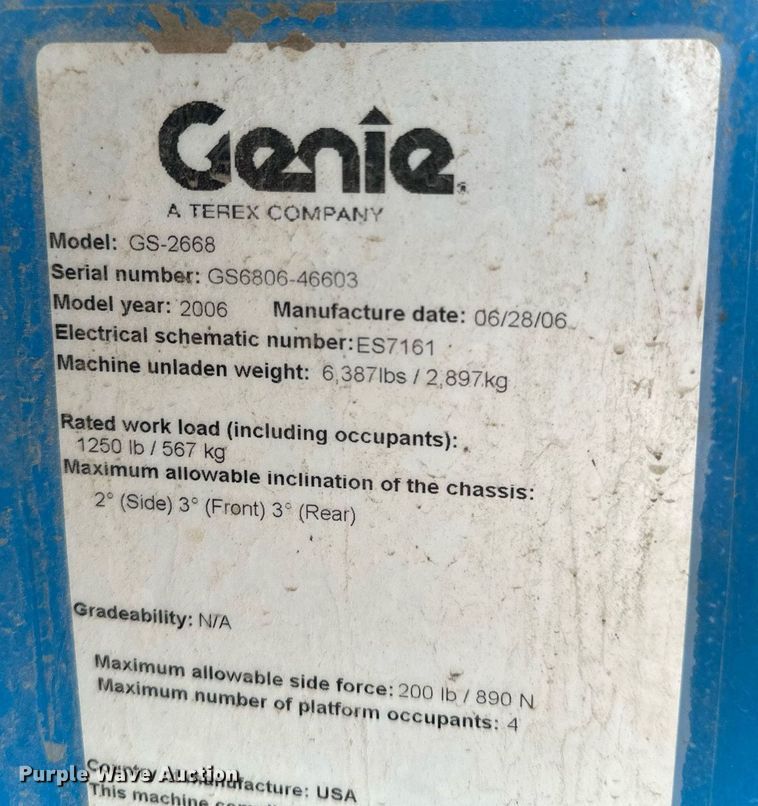 Genie
A TEREX COMPANY
Model: GS-2668
Serial number: GS6806-46603
Model year: 2006 Manufacture date: 06/28/06
Electrical schematic number: ES7161
Machine unladen weight: 6,387lbs / 2,897kg
Rated work load (including occupants):
1250 lb / 567 kg
Maximum allowable inclination of the chassis:
2° (Side) 3° (Front) 3° (Rear)
Gradeability: N/A
Maximum allowable side force: 200 lb / 890 N
Maximum number of platform occupants: 4
Country of manufacture: USA
Purple Wave Auction
This machine